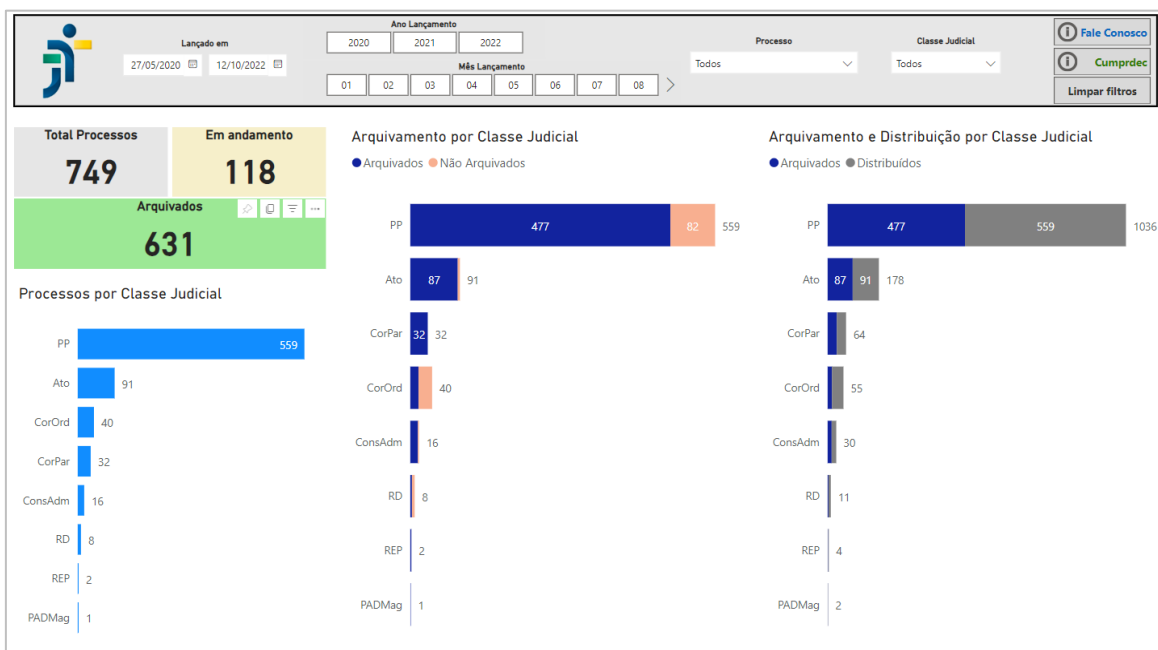 Lançado em
27/05/2020 12/10/2022
Ano Lançamento
2020 2021 2022
Mês Lançamento
01 02 03 04 05 06 07 08
Processo
Todos
Classe Judicial
Todos
Fale Conosco
Cumprdec
Limpar filtros
Total Processos
749
Em andamento
118
Arquivados
631
Processos por Classe Judicial
PP 559
Ato 91
CorOrd 40
CorPar 32
ConsAdm 16
RD 8
REP 2
PADMag 1
Arquivamento por Classe Judicial
Arquivados Não Arquivados
PP 477 82 559
Ato 87 91
CorPar 32 32
CorOrd 40
ConsAdm 16
RD 8
REP 2
PADMag 1
Arquivamento e Distribuição por Classe Judicial
Arquivados Distribuídos
PP 477 559 1036
Ato 87 91 178
CorPar 64
CorOrd 55
ConsAdm 30
RD 11
REP 4
PADMag 2